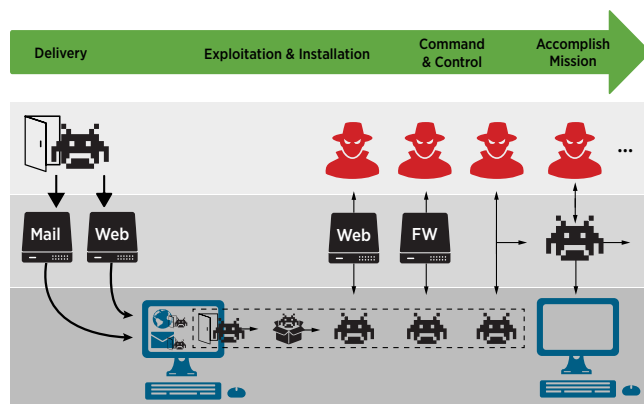 Delivery
Exploitation & Installation
Command
& Control
Accomplish
Mission
...
Mail
Web
Web
FW